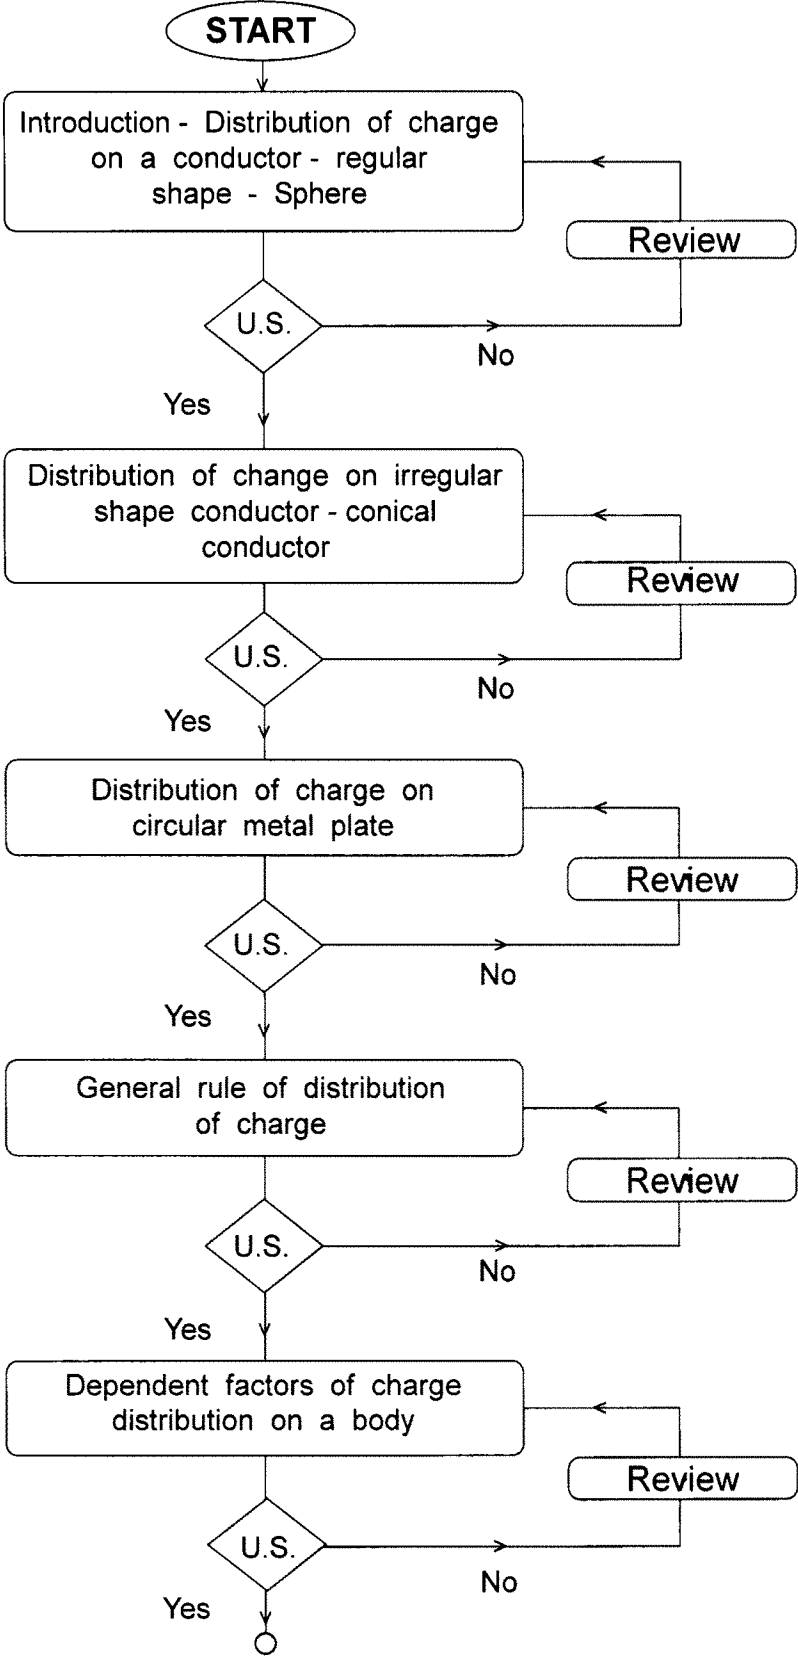 START
Introduction - Distribution of charge
on a conductor - regular
shape - Sphere
Review
U.S.
No
Yes
Distribution of change on irregular
shape conductor - conical
conductor
Review
U.S.
No
Yes
Distribution of charge on
circular metal plate
Review
U.S.
No
Yes
General rule of distribution
of charge
Review
U.S.
No
Yes
Dependent factors of charge
distribution on a body
Review
U.S.
No
Yes